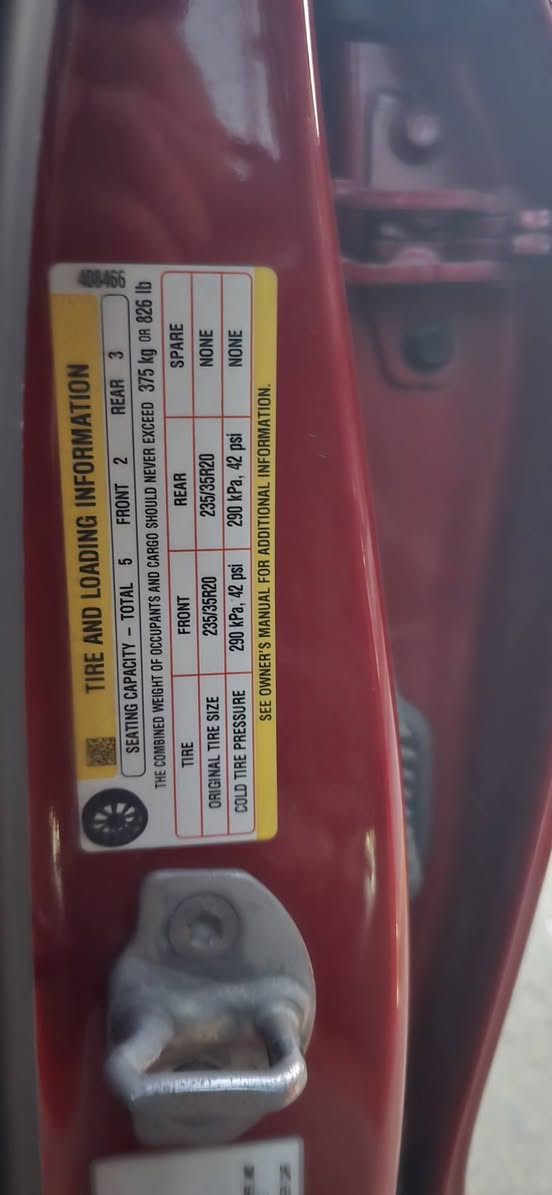 408466
TIRE AND LOADING INFORMATION
SEATING CAPACITY – TOTAL 5 FRONT 2 REAR 3
THE COMBINED WEIGHT OF OCCUPANTS AND CARGO SHOULD NEVER EXCEED 375 kg OR 826 lb
TIRE FRONT REAR SPARE
ORIGINAL TIRE SIZE 235/35R20 235/35R20 NONE
COLD TIRE PRESSURE 290 kPa, 42 psi 290 kPa, 42 psi NONE
SEE OWNER'S MANUAL FOR ADDITIONAL INFORMATION.